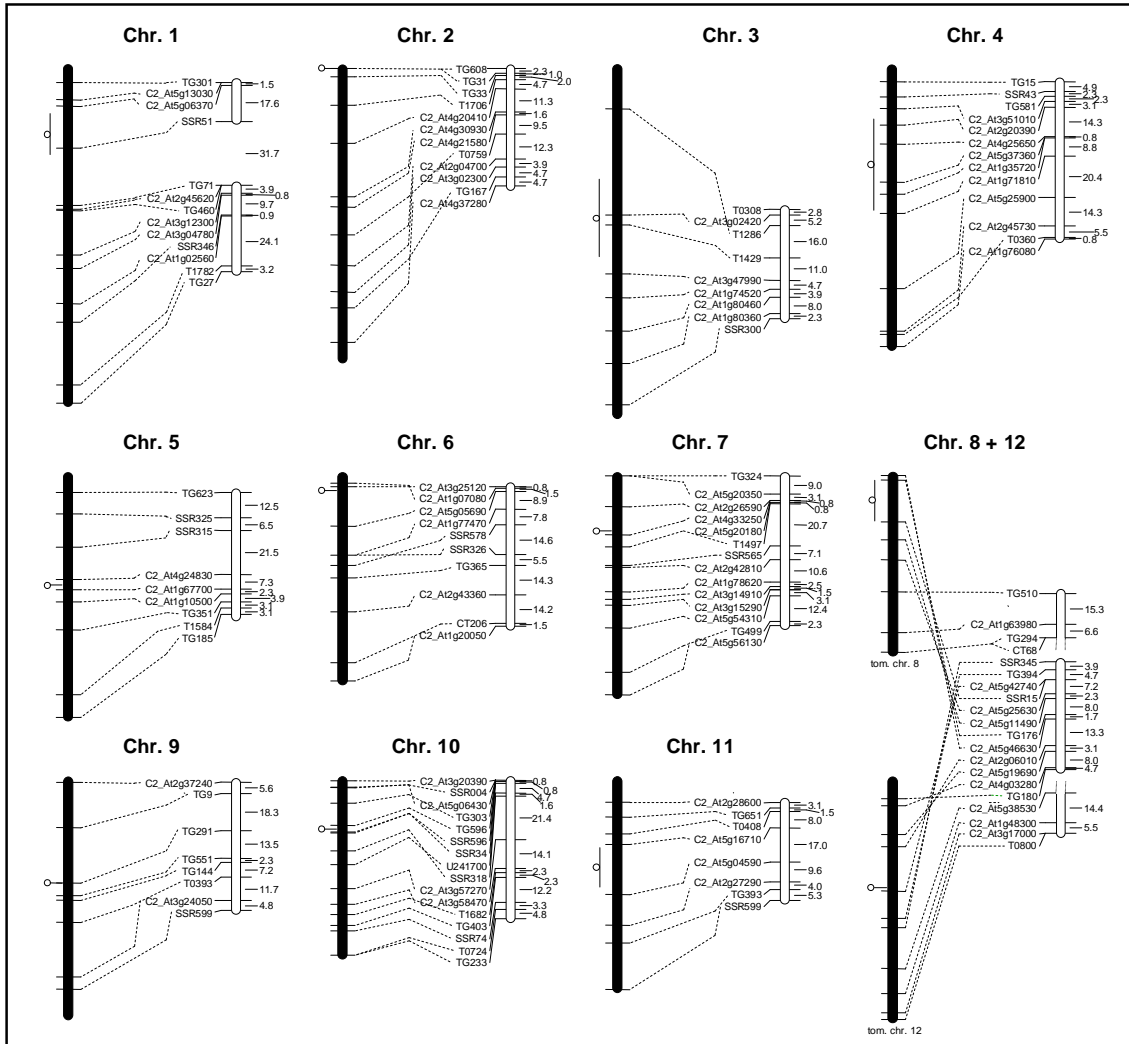 Chr. 1
TG301
C2_At5g13030
C2_At5g06370
SSR51
TG71
C2_At2g45620
TG460
C2_At3g12300
C2_At3g04780
SSR346
C2_At1g02560
T1782
TG27
1.5
17.6
31.7
3.9
0.8
9.7
0.9
24.1
3.2
Chr. 2
TG608
TG31
TG33
T1706
C2_At4g20410
C2_At4g30930
C2_At4g21580
T0759
C2_At2g04700
C2_At3g02300
TG167
C2_At4g37280
2.3
1.0
2.0
4.7
11.3
1.6
9.5
12.3
3.9
4.7
4.7
Chr. 3
T0308
C2_At3g02420
T1286
T1429
C2_At3g47990
C2_At1g74520
C2_At1g80460
C2_At1g80360
SSR300
2.8
5.2
16.0
11.0
4.7
3.9
8.0
2.3
Chr. 4
TG15
SSR43
TG581
C2_At3g51010
C2_At2g20390
C2_At4g25650
C2_At5g37360
C2_At1g35720
C2_At1g71810
C2_At5g25900
C2_At2g45730
T0360
C2_At1g76080
4.9
2.3
2.3
3.1
14.3
0.8
8.8
20.4
14.3
5.5
0.8
Chr. 5
TG623
SSR325
SSR315
C2_At4g24830
C2_At1g67700
C2_At1g10500
TG351
T1584
TG185
12.5
6.5
21.5
7.3
2.3
3.9
3.1
3.1
Chr. 6
C2_At3g25120
C2_At1g07080
C2_At5g05690
C2_At1g77470
SSR578
SSR326
TG365
C2_At2g43360
CT206
C2_At1g20050
0.8
1.5
8.9
7.8
14.6
5.5
14.3
14.2
1.5
Chr. 7
TG324
C2_At5g20350
C2_At2g26590
C2_At4g33250
C2_At5g20180
T1497
SSR565
C2_At2g42810
C2_At1g78620
C2_At3g14910
C2_At3g15290
C2_At5g54310
TG499
C2_At5g56130
9.0
3.1
0.8
0.8
20.7
7.1
10.6
2.5
1.5
3.1
12.4
2.3
Chr. 8 + 12
tom. chr. 8
TG510
C2_At1g63980
TG294
CT68
SSR345
TG394
C2_At5g42740
SSR15
C2_At5g25630
C2_At5g11490
TG176
C2_At5g46630
C2_At2g06010
C2_At5g19690
C2_At4g03280
TG180
C2_At5g38530
C2_At1g48300
C2_At3g17000
T0800
15.3
6.6
3.9
4.7
7.2
2.3
8.0
1.7
13.3
3.1
8.0
4.7
14.4
5.5
tom. chr. 12
Chr. 9
C2_At2g37240
TG9
TG291
TG551
TG144
T0393
C2_At3g24050
SSR599
5.6
18.3
13.5
2.3
7.2
11.7
4.8
Chr. 10
C2_At3g20390
SSR004
C2_At5g06430
TG303
TG596
SSR596
SSR34
U241700
SSR318
C2_At3g57270
C2_At3g58470
T1682
TG403
SSR74
T0724
TG233
0.8
0.8
4.7
1.6
21.4
14.1
2.3
2.3
12.2
3.3
4.8
Chr. 11
C2_At2g28600
TG651
T0408
C2_At5g16710
C2_At5g04590
C2_At2g27290
TG393
SSR599
3.1
1.5
8.0
17.0
9.6
4.0
5.3